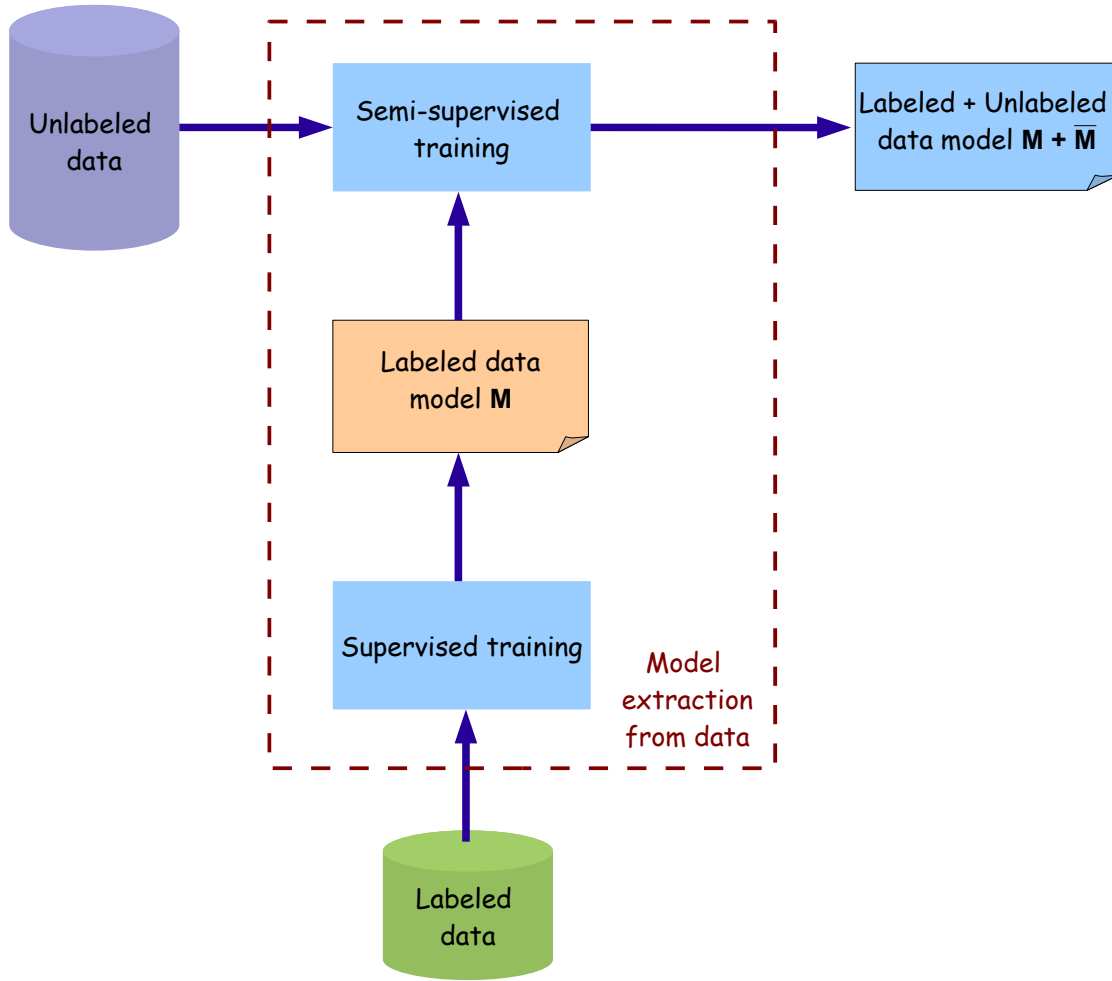 Unlabeled
data
Semi-supervised
training
Labeled + Unlabeled
data model M + M̅
Labeled data
model M
Supervised training
Model
extraction
from data
Labeled
data